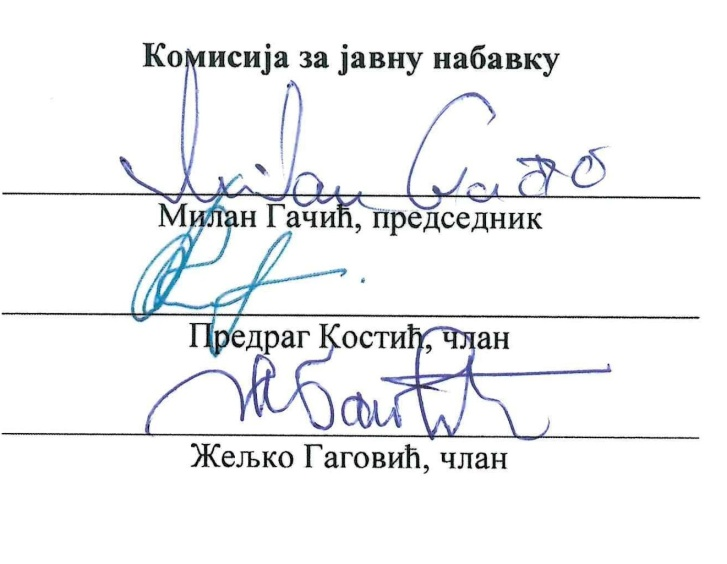 Комисија за јавну набавку
Милан Гачић, председник
Предраг Костић, члан
Жељко Гаговић, члан